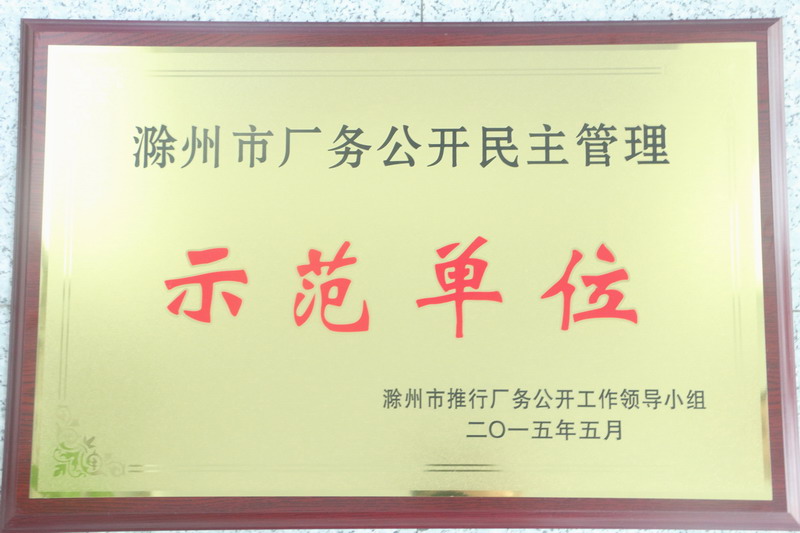 滁州市厂务公开民主管理
示范单位
滁州市推行厂务公开工作领导小组
二〇一五年五月